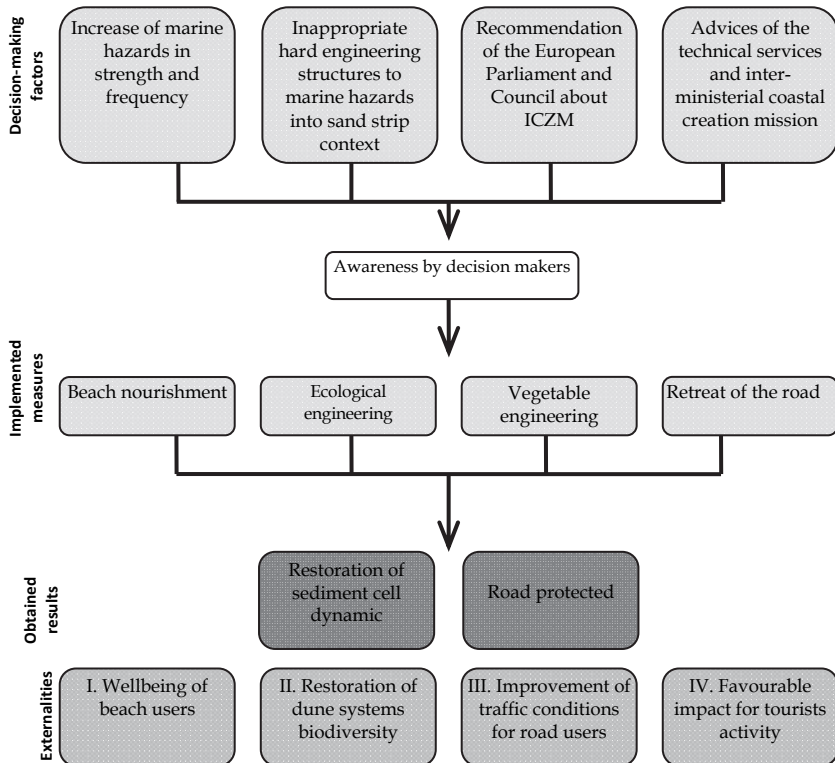 Decision-making
factors
Increase of marine
hazards in
strength and
frequency
Inappropriate
hard engineering
structures to
marine hazards
into sand strip
context
Recommendation
of the European
Parliament and
Council about
ICZM
Advices of the
technical services
and inter-
ministerial coastal
creation mission
Awareness by decision makers
Implemented
measures
Beach nourishment
Ecological
engineering
Vegetable
engineering
Retreat of the road
Obtained
results
Restoration of
sediment cell
dynamic
Road protected
Externalities
I. Wellbeing of
beach users
II. Restoration of
dune systems
biodiversity
III. Improvement of
traffic conditions
for road users
IV. Favourable
impact for tourists
activity